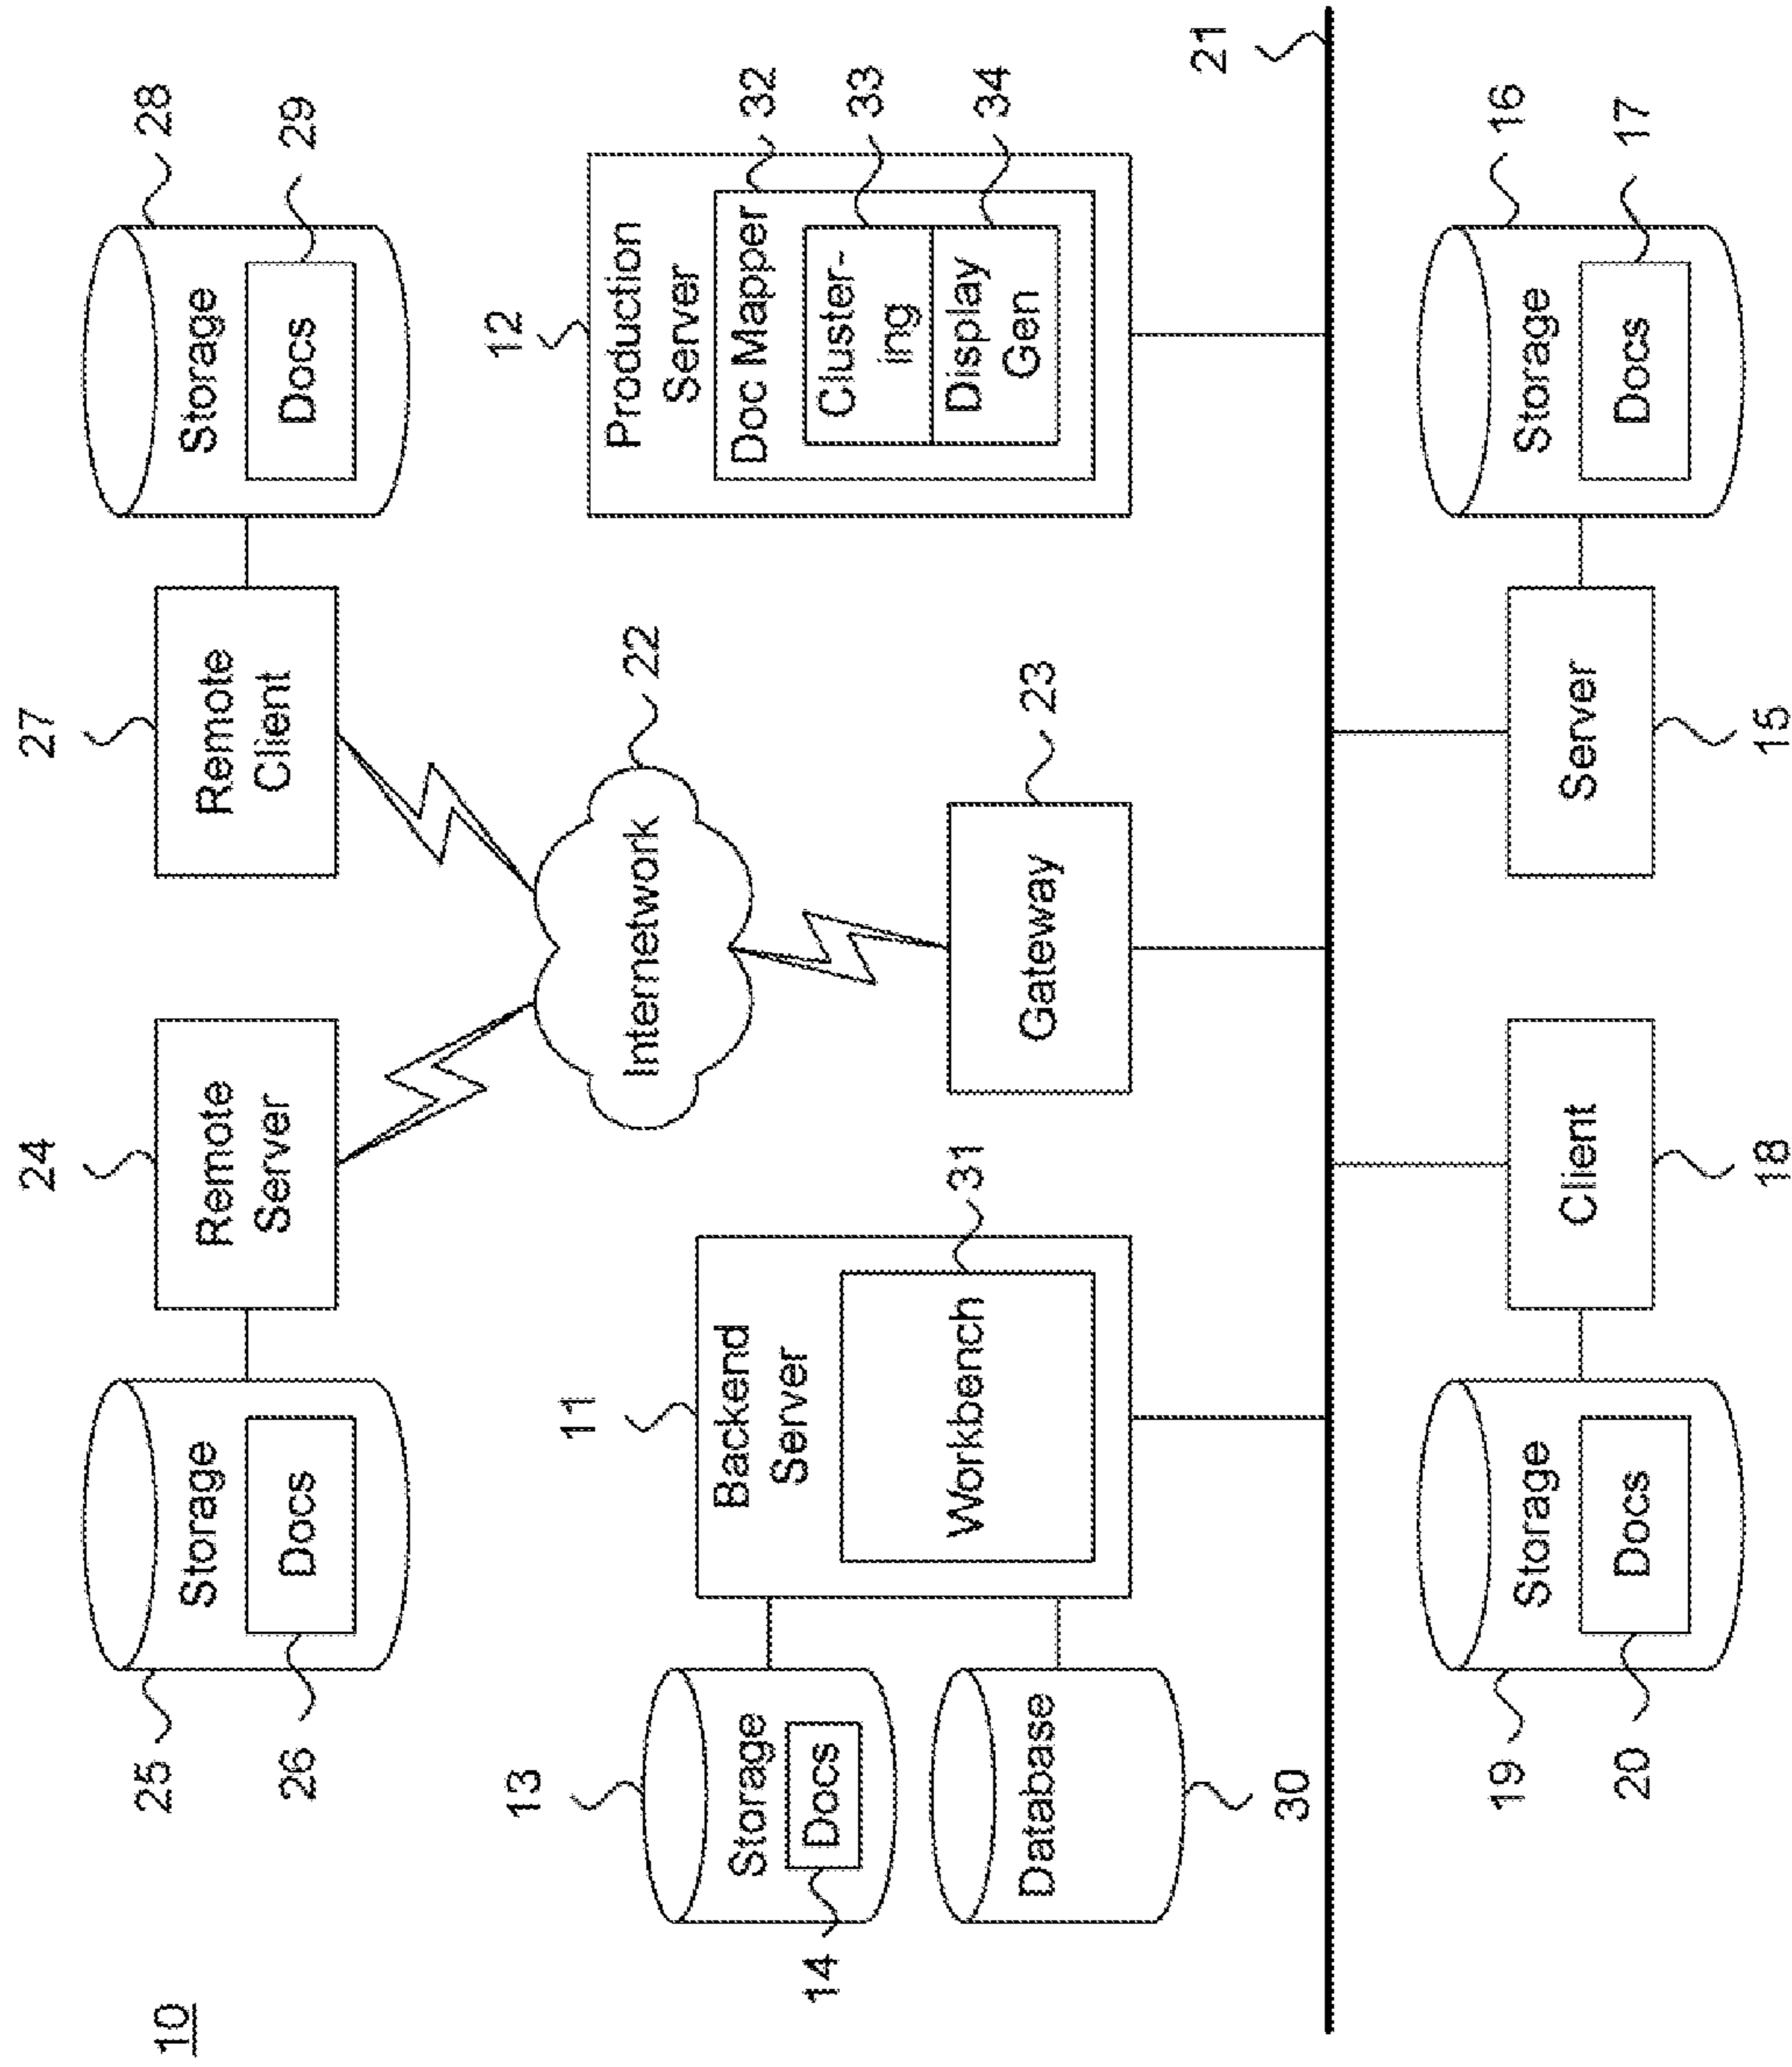 10
24
27
25
Storage
Docs
26
Remote
Server
Remote
Client
Storage
28
Docs
29
Internetwork
22
13
Storage
Docs
14
Database
30
11
Backend
Server
Workbench
31
Gateway
23
12
Production
Server
Doc Mapper
32
Cluster-
ing
33
Display
Gen
34
21
19
Storage
Docs
20
Client
18
Server
15
Storage
16
Docs
17